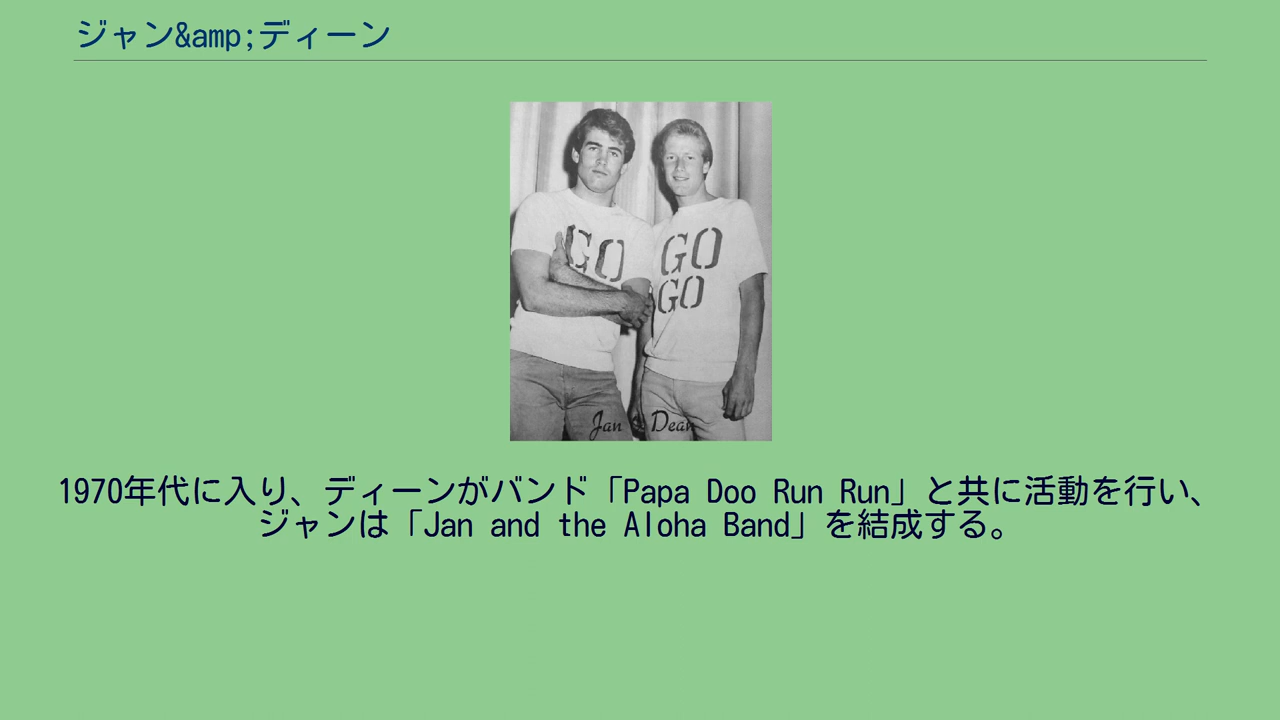 ジャン&amp;ディーン
GO GO
GO
Jan & Dean
1970年代に入り、ディーンがバンド「Papa Doo Run Run」と共に活動を行い、
ジャンは「Jan and the Aloha Band」を結成する。